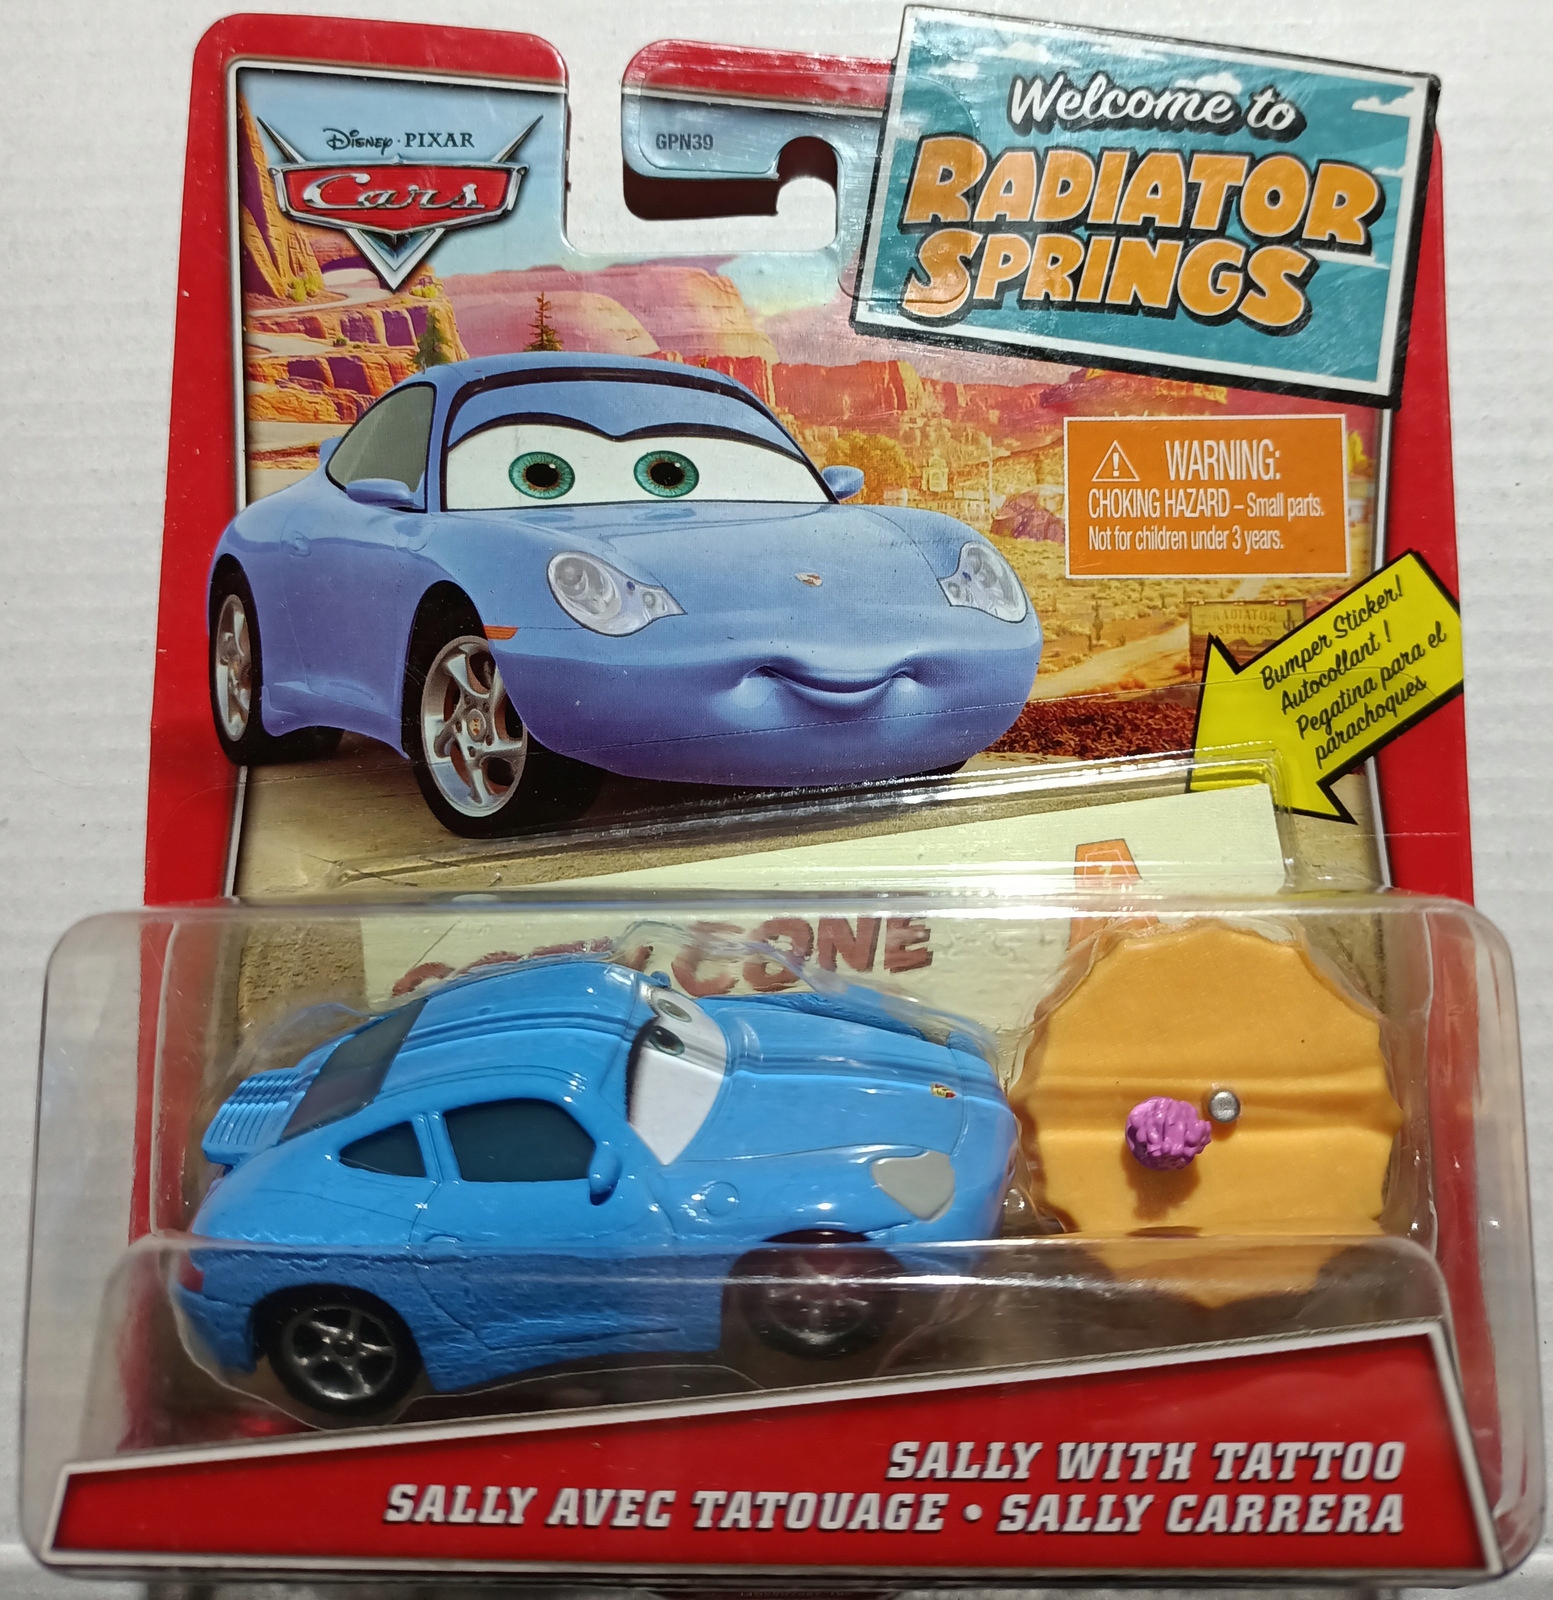 Disney · PIXAR
Cars
GPN39
Welcome to
RADIATOR
SPRINGS
WARNING:
CHOKING HAZARD – Small parts.
Not for children under 3 years.
RADIATOR
SPRINGS
Bumper Sticker!
Autocollant !
Pegatina para el
parachoques
CONE
SALLY WITH TATTOO
SALLY AVEC TATOUAGE • SALLY CARRERA